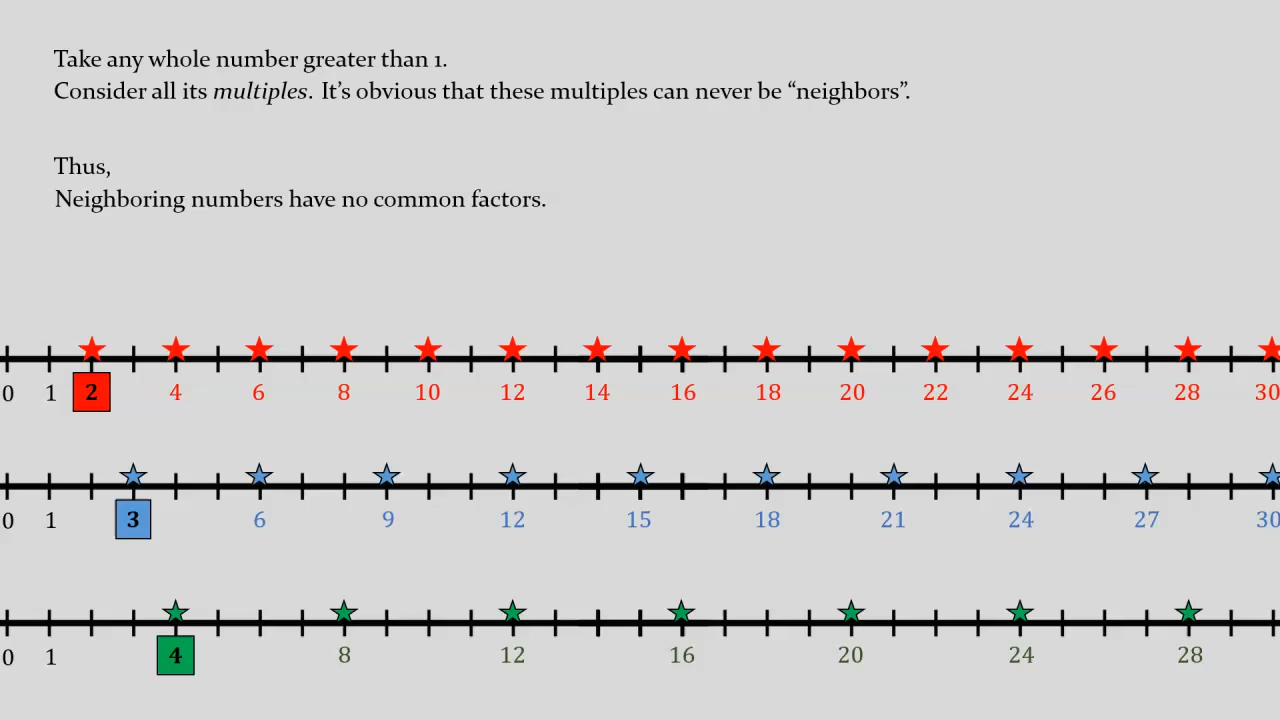 Take any whole number greater than 1.
Consider all its multiples. It’s obvious that these multiples can never be “neighbors”.
Thus,
Neighboring numbers have no common factors.
0 1 2 4 6 8 10 12 14 16 18 20 22 24 26 28 30
0 1 3 6 9 12 15 18 21 24 27 30
0 1 4 8 12 16 20 24 28